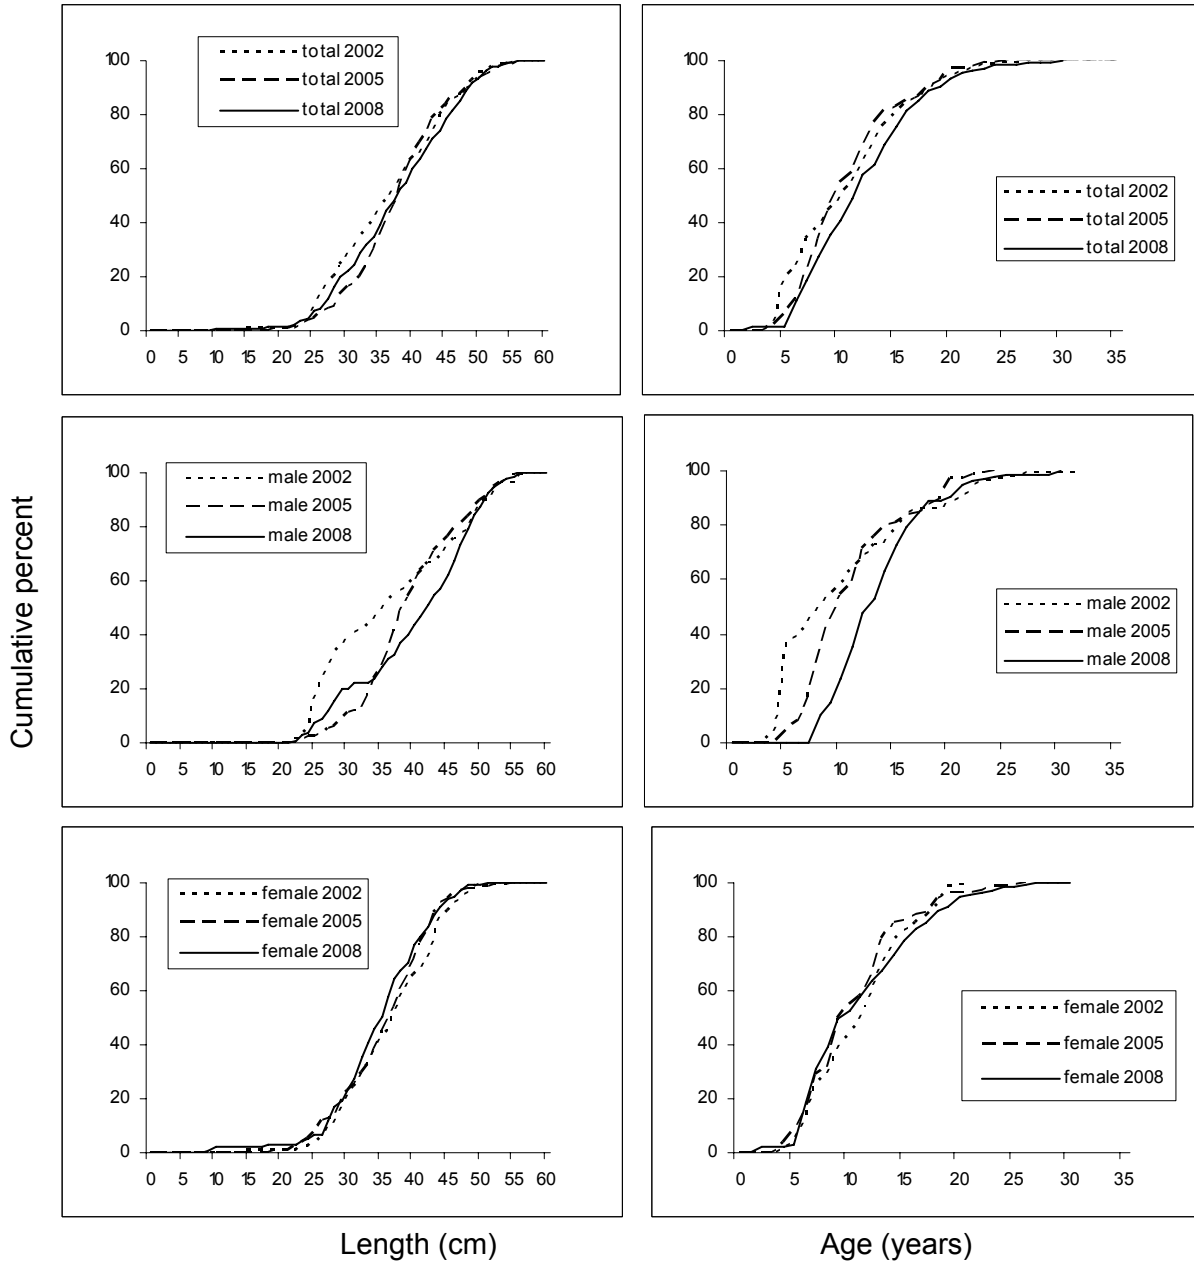 total 2002
total 2005
total 2008
100
80
60
40
20
0
0 5 10 15 20 25 30 35 40 45 50 55 60
total 2002
total 2005
total 2008
100
80
60
40
20
0
0 5 10 15 20 25 30 35
Cumulative percent
male 2002
male 2005
male 2008
100
80
60
40
20
0
0 5 10 15 20 25 30 35 40 45 50 55 60
male 2002
male 2005
male 2008
100
80
60
40
20
0
0 5 10 15 20 25 30 35
female 2002
female 2005
female 2008
100
80
60
40
20
0
0 5 10 15 20 25 30 35 40 45 50 55 60
female 2002
female 2005
female 2008
100
80
60
40
20
0
0 5 10 15 20 25 30 35
Length (cm)
Age (years)